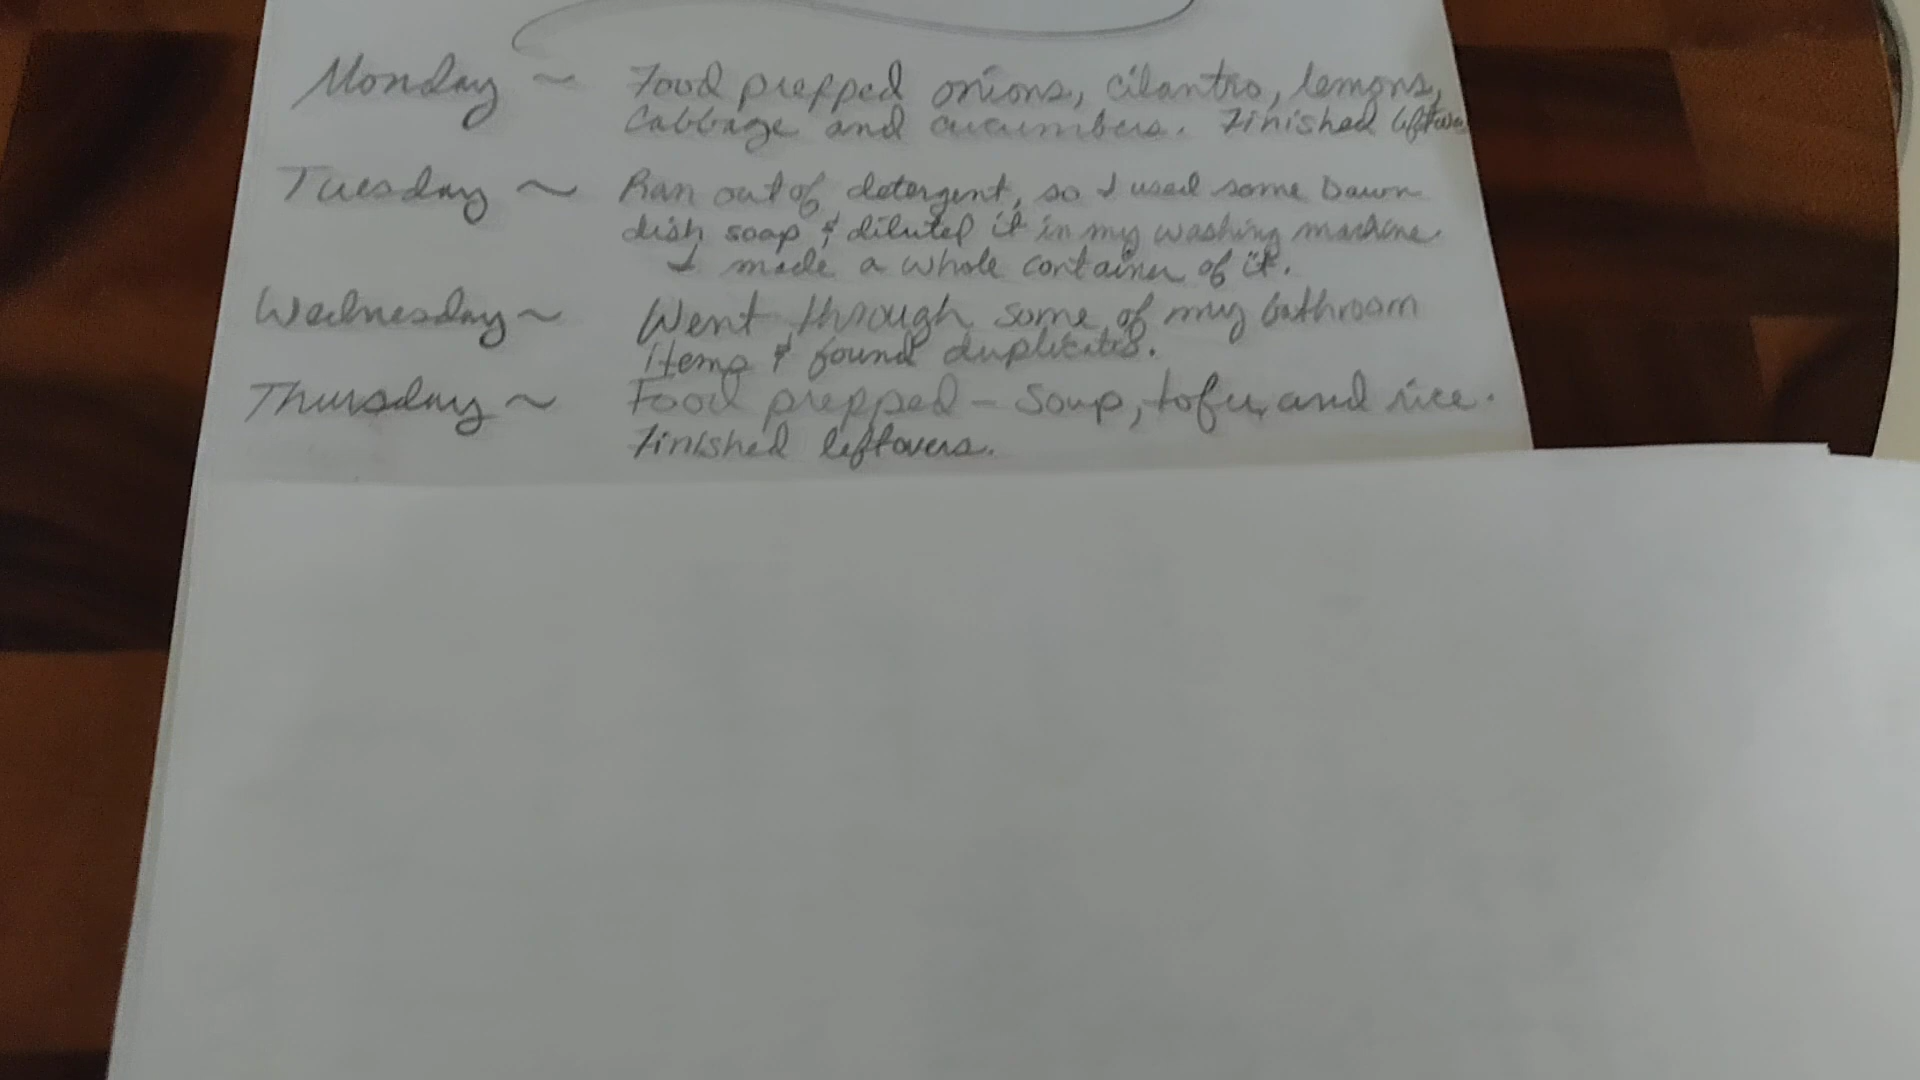 Monday ~ Food prepped onions, cilantro, lemons,
Cabbage and cucumbers. Finished leftovers
Tuesday ~ Ran out of detergent, so I used some Dawn
dish soap & diluted it in my washing machine.
I made a whole container of it.
Wednesday ~ Went through some of my bathroom
items & found duplicates.
Thursday ~ Food prepped - Soup, tofu, and rice.
Finished leftovers.